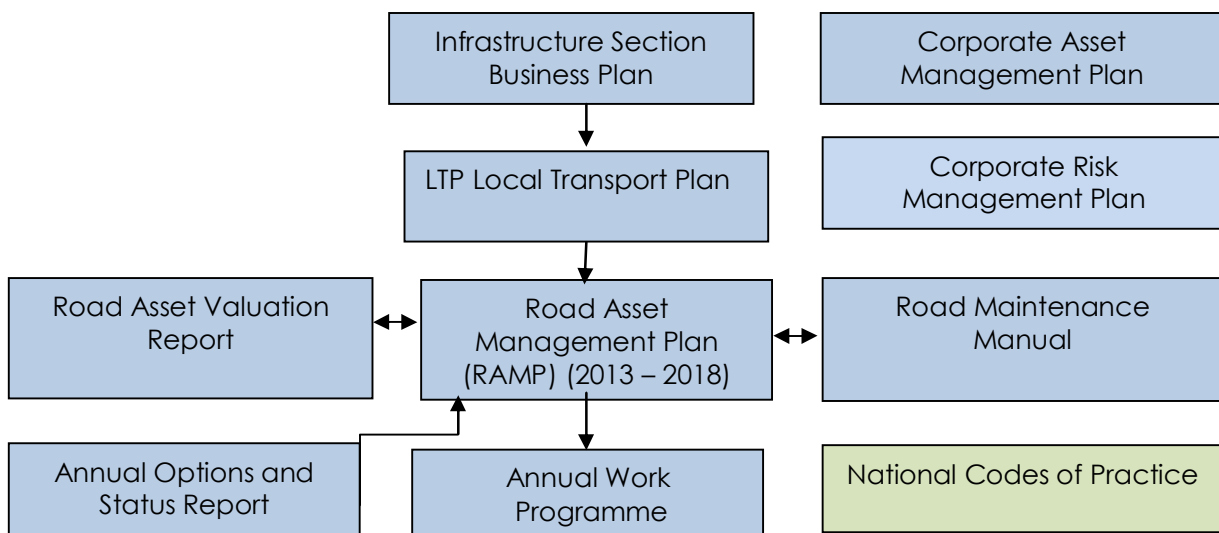 Infrastructure Section
Business Plan
Corporate Asset
Management Plan
LTP Local Transport Plan
Corporate Risk
Management Plan
Road Asset Valuation
Report
Road Asset
Management Plan
(RAMP) (2013 – 2018)
Road Maintenance
Manual
Annual Options and
Status Report
Annual Work
Programme
National Codes of Practice